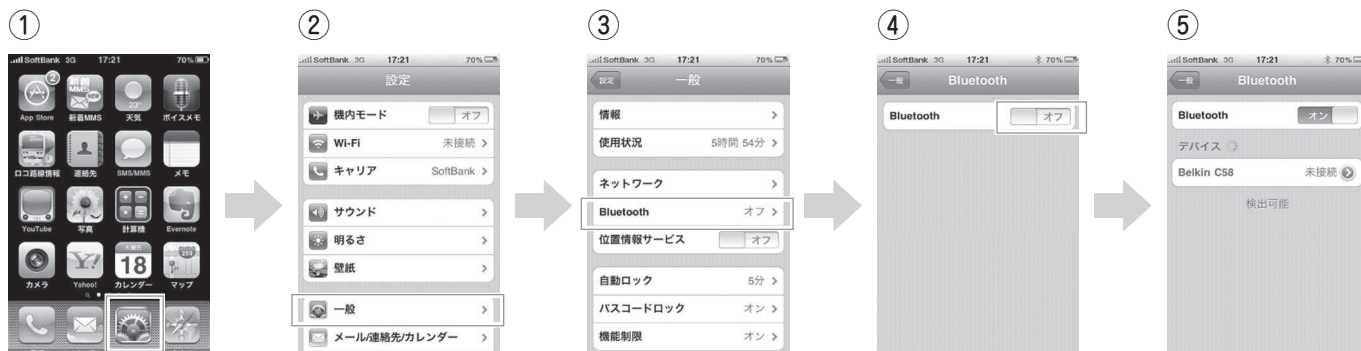 ①
SoftBank 3G 17:21 70%
2
新着
MMS
23°
App Store 新着MMS 天気 ボイスメモ
ロコ路線情報 連絡先 SMS/MMS メモ
YouTube 写真 計算機 Evernote
火曜日
18
280
Y!
カメラ Yahoo! カレンダー マップ
②
SoftBank 3G 17:21 70%
設定
機内モード オフ
Wi-Fi 未接続
キャリア SoftBank
サウンド
明るさ
壁紙
一般
メール/連絡先/カレンダー
③
SoftBank 3G 17:21 70%
設定 一般
情報
使用状況 5時間 54分
ネットワーク
Bluetooth オフ
位置情報サービス オフ
自動ロック 5分
パスコードロック オン
機能制限 オン
④
SoftBank 3G 17:21 70%
一般 Bluetooth
Bluetooth オフ
⑤
SoftBank 3G 17:21 70%
一般 Bluetooth
Bluetooth オン
デバイス
Belkin C58 未接続
検出可能